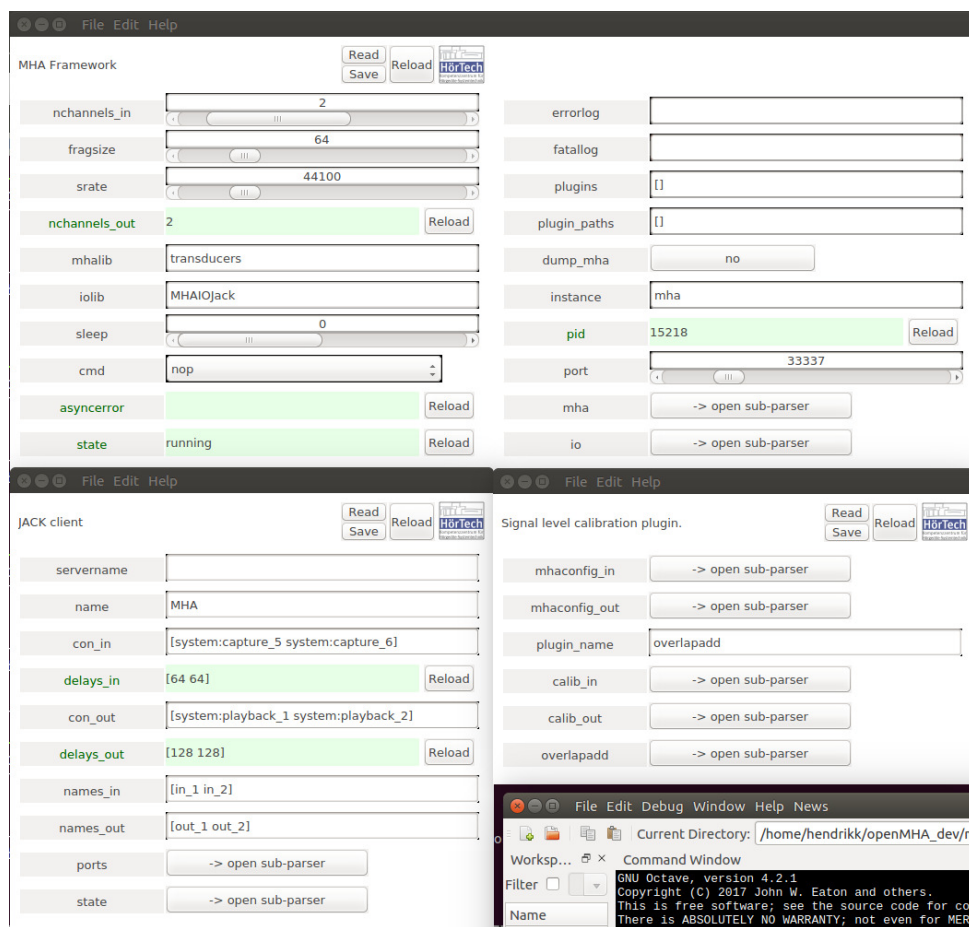 File Edit Help
MHA Framework
Read
Save
Reload
HörTech
nchannels_in
2
fragsize
64
srate
44100
nchannels_out
2
Reload
mhalib
transducers
iolib
MHAIOJack
sleep
0
cmd
nop
asyncerror
Reload
state
running
Reload
errorlog
fatallog
plugins
[]
plugin_paths
[]
dump_mha
no
instance
mha
pid
15218
Reload
port
33337
mha
-> open sub-parser
io
-> open sub-parser
File Edit Help
JACK client
Read
Save
Reload
HörTech
servername
name
MHA
con_in
[system:capture_5 system:capture_6]
delays_in
[64 64]
Reload
con_out
[system:playback_1 system:playback_2]
delays_out
[128 128]
Reload
names_in
[in_1 in_2]
names_out
[out_1 out_2]
ports
-> open sub-parser
state
-> open sub-parser
File Edit Help
Signal level calibration plugin.
Read
Save
Reload
HörTech
mhaconfig_in
-> open sub-parser
mhaconfig_out
-> open sub-parser
plugin_name
overlapadd
calib_in
-> open sub-parser
calib_out
-> open sub-parser
overlapadd
-> open sub-parser
File Edit Debug Window Help News
Current Directory: /home/hendrikk/openMHA_dev/
Worksp...
Command Window
Filter
Name
GNU Octave, version 4.2.1
Copyright (C) 2017 John W. Eaton and others.
This is free software; see the source code for co
There is ABSOLUTELY NO WARRANTY; not even for MER